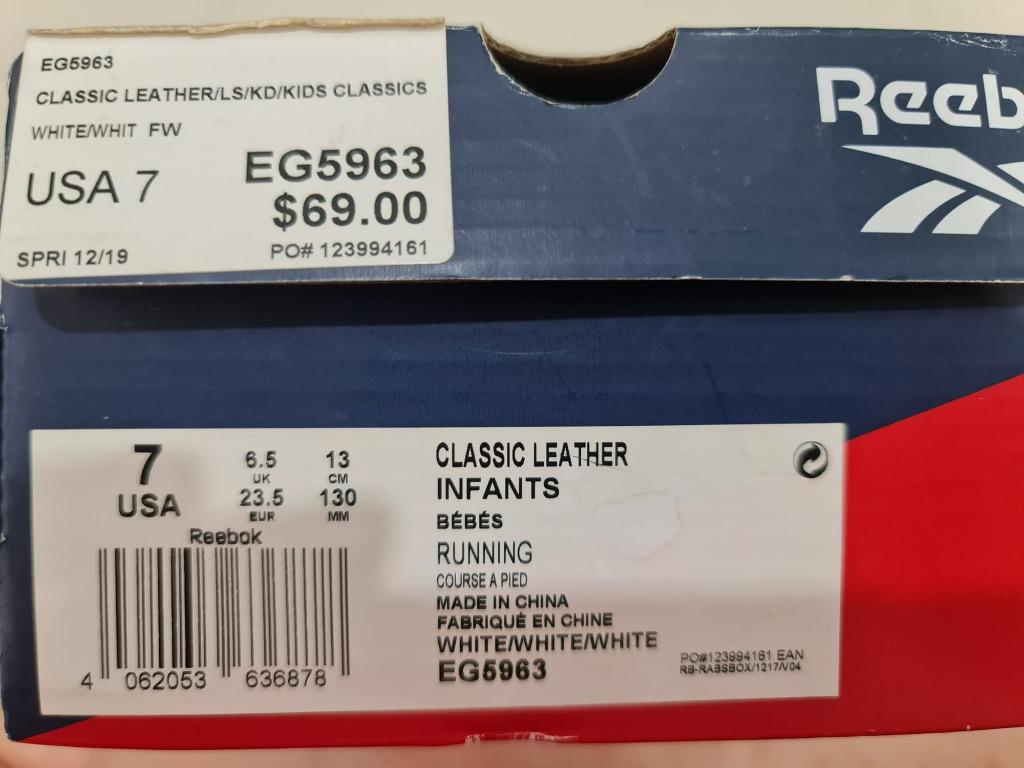 EG5963
CLASSIC LEATHER/LS/KD/KIDS CLASSICS
WHITE/WHIT FW
USA 7
EG5963
$69.00
SPRI 12/19
PO# 123994161
Reeb
7
USA
6.5
UK
23.5
EUR
13
CM
130
MM
Reebok
4 062053 636878
CLASSIC LEATHER
INFANTS
BÉBÉS
RUNNING
COURSE A PIED
MADE IN CHINA
FABRIQUÉ EN CHINE
WHITE/WHITE/WHITE
EG5963
PO#123994161 EAN
RB-RABSBOX/1217/V04